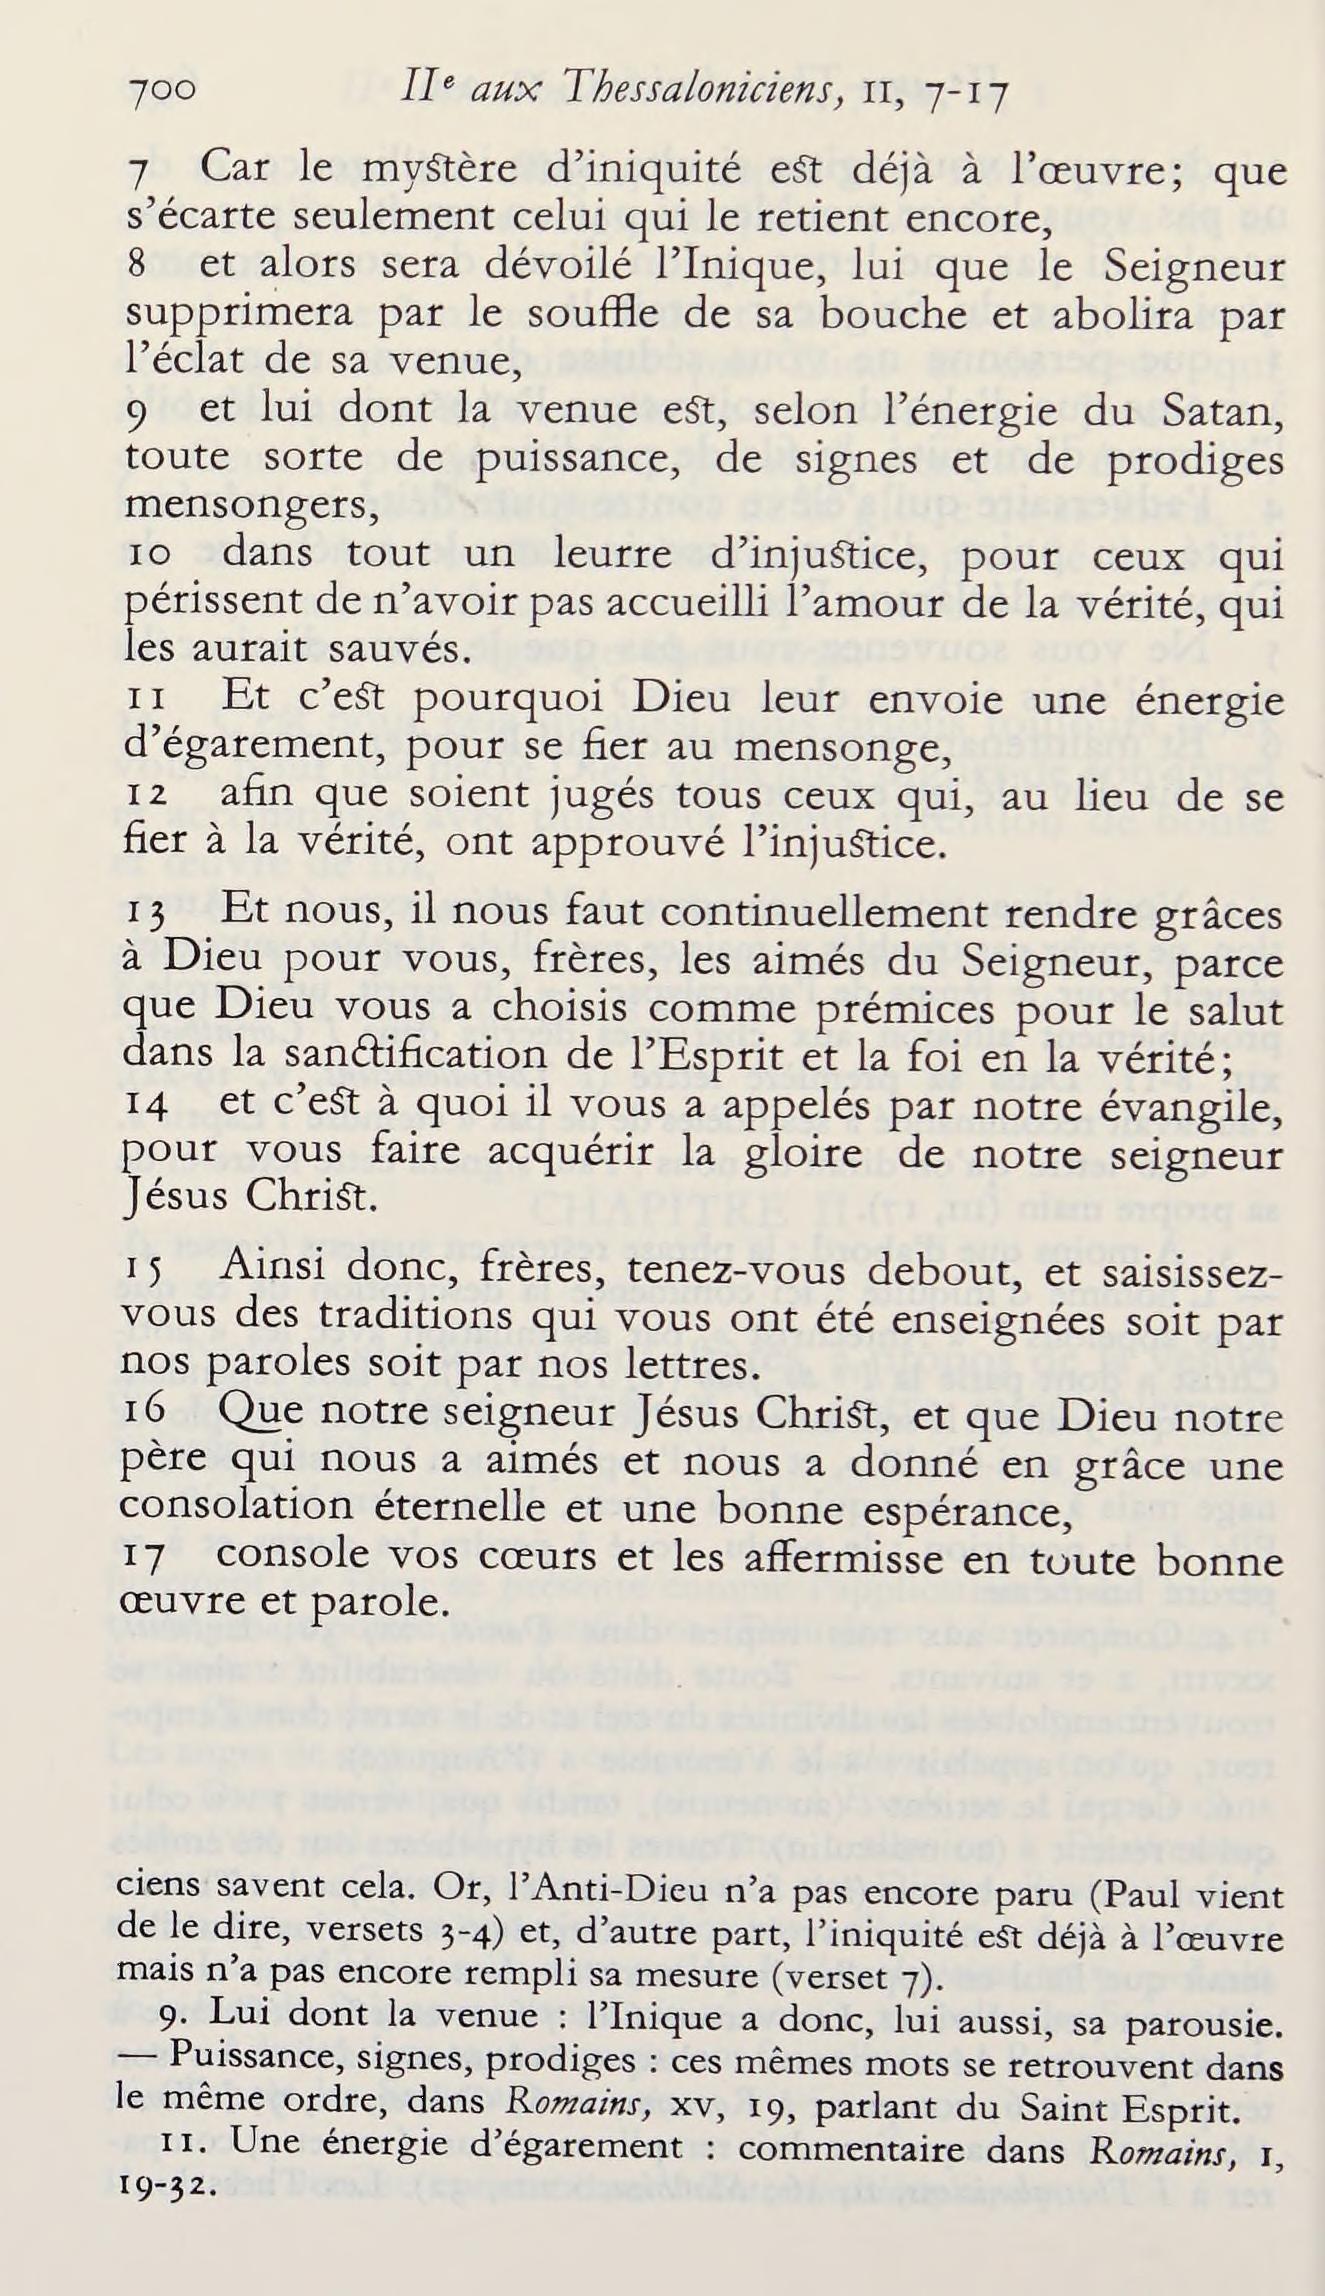 700 IIe aux Thessaloniciens, II, 7-17
7 Car le mystère d’iniquité est déjà à l’œuvre; que
s’écarte seulement celui qui le retient encore,
8 et alors sera dévoilé l’Inique, lui que le Seigneur
supprimera par le souffle de sa bouche et abolira par
l’éclat de sa venue,
9 et lui dont la venue est, selon l’énergie du Satan,
toute sorte de puissance, de signes et de prodiges
mensongers,
10 dans tout un leurre d’injustice, pour ceux qui
périssent de n’avoir pas accueilli l’amour de la vérité, qui
les aurait sauvés.
11 Et c’est pourquoi Dieu leur envoie une énergie
d’égarement, pour se fier au mensonge,
12 afin que soient jugés tous ceux qui, au lieu de se
fier à la vérité, ont approuvé l’injustice.
13 Et nous, il nous faut continuellement rendre grâces
à Dieu pour vous, frères, les aimés du Seigneur, parce
que Dieu vous a choisis comme prémices pour le salut
dans la sanctification de l’Esprit et la foi en la vérité;
14 et c’est à quoi il vous a appelés par notre évangile,
pour vous faire acquérir la gloire de notre seigneur
Jésus Christ.
15 Ainsi donc, frères, tenez-vous debout, et saisissez-
vous des traditions qui vous ont été enseignées soit par
nos paroles soit par nos lettres.
16 Que notre seigneur Jésus Christ, et que Dieu notre
père qui nous a aimés et nous a donné en grâce une
consolation éternelle et une bonne espérance,
17 console vos cœurs et les affermisse en toute bonne
œuvre et parole.
ciens savent cela. Or, l’Anti-Dieu n’a pas encore paru (Paul vient
de le dire, versets 3-4) et, d’autre part, l’iniquité est déjà à l’œuvre
mais n’a pas encore rempli sa mesure (verset 7).
9. Lui dont la venue : l’Inique a donc, lui aussi, sa parousie.
— Puissance, signes, prodiges : ces mêmes mots se retrouvent dans
le même ordre, dans Romains, XV, 19, parlant du Saint Esprit.
11. Une énergie d’égarement : commentaire dans Romains, I,
19-32.